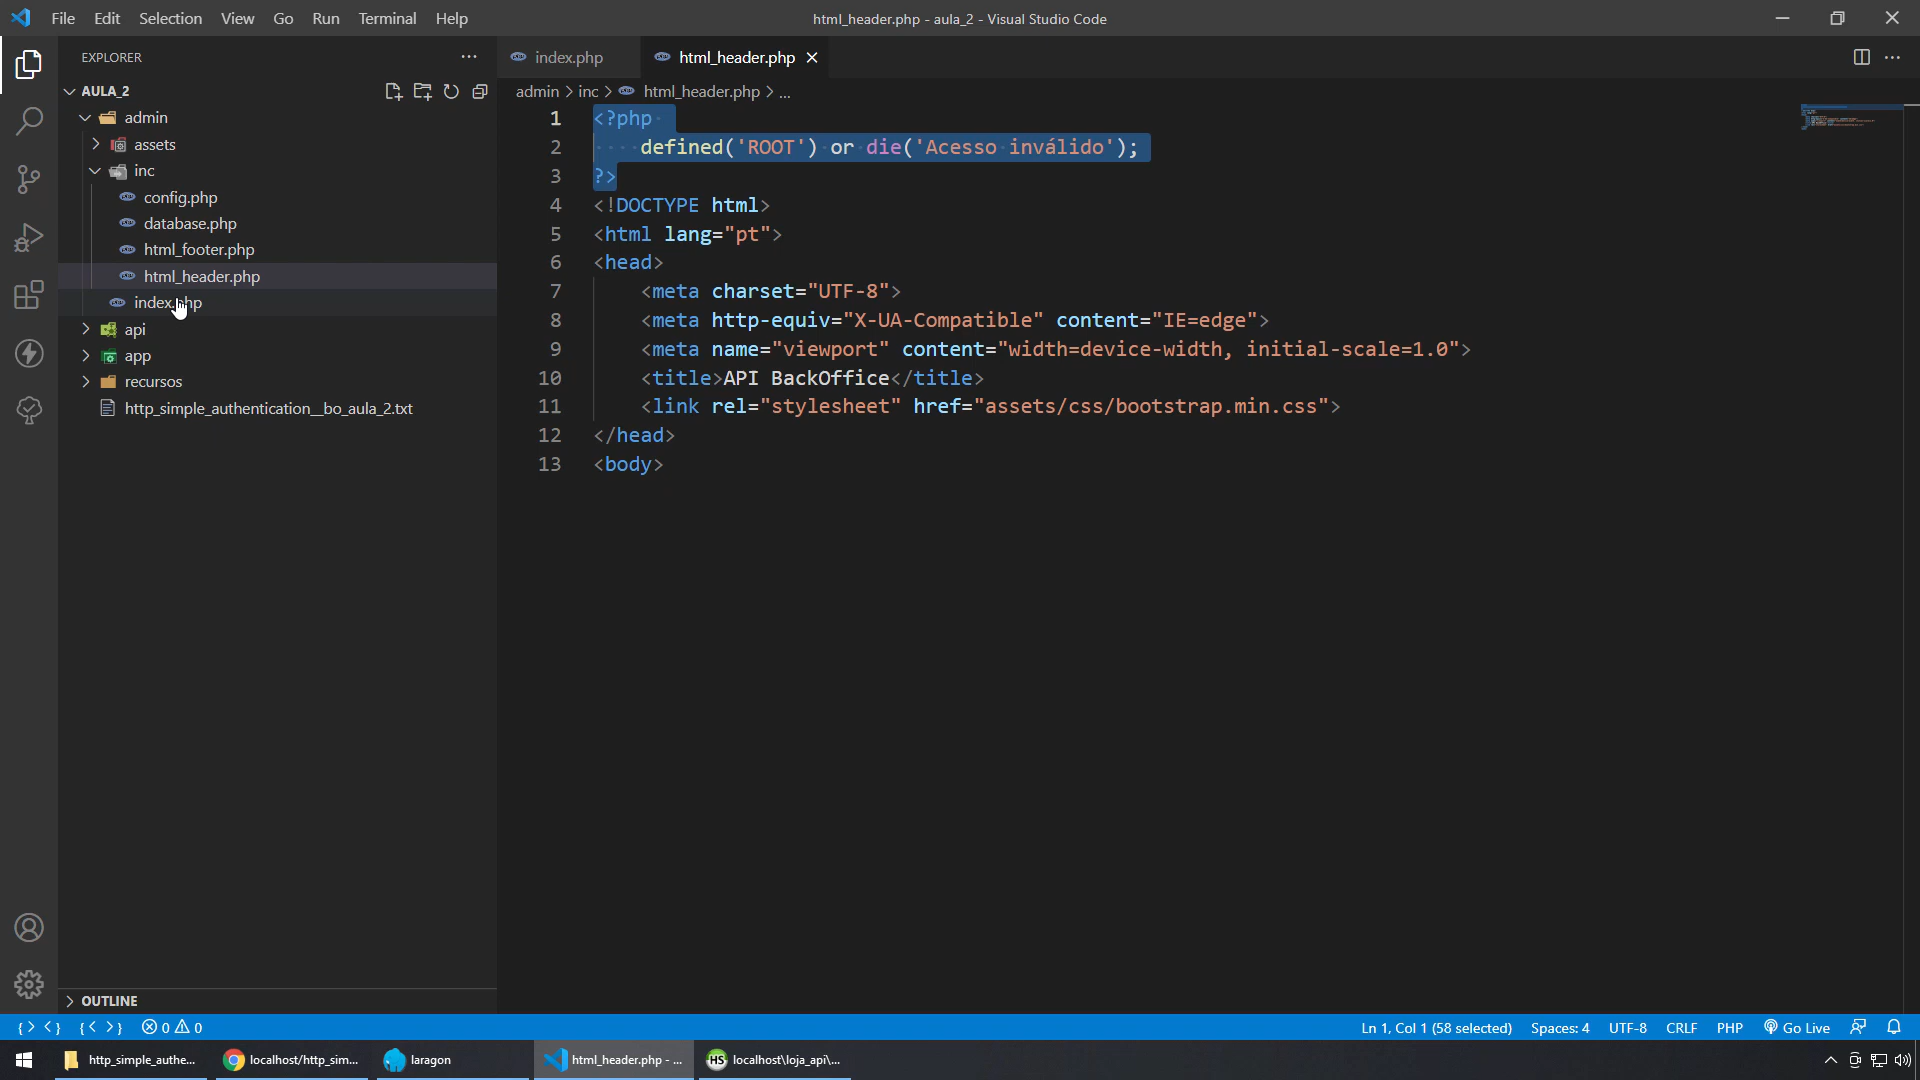 File Edit Selection View Go Run Terminal Help
html_header.php - aula_2 - Visual Studio Code
EXPLORER
AULA_2
admin
assets
inc
config.php
database.php
html_footer.php
html_header.php
index.php
api
app
recursos
http_simple_authentication__bo_aula_2.txt
OUTLINE
index.php
html_header.php
admin > inc > html_header.php > ...
1 <?php
2 defined('ROOT') or die('Acesso inválido');
3 ?>
4 <!DOCTYPE html>
5 <html lang="pt">
6 <head>
7 <meta charset="UTF-8">
8 <meta http-equiv="X-UA-Compatible" content="IE=edge">
9 <meta name="viewport" content="width=device-width, initial-scale=1.0">
10 <title>API BackOffice</title>
11 <link rel="stylesheet" href="assets/css/bootstrap.min.css">
12 </head>
13 <body>
0 0
Ln 1, Col 1 (58 selected) Spaces: 4 UTF-8 CRLF PHP Go Live
http_simple_authe...
localhost/http_sim...
laragon
html_header.php - ...
HS localhost\loja_api\...